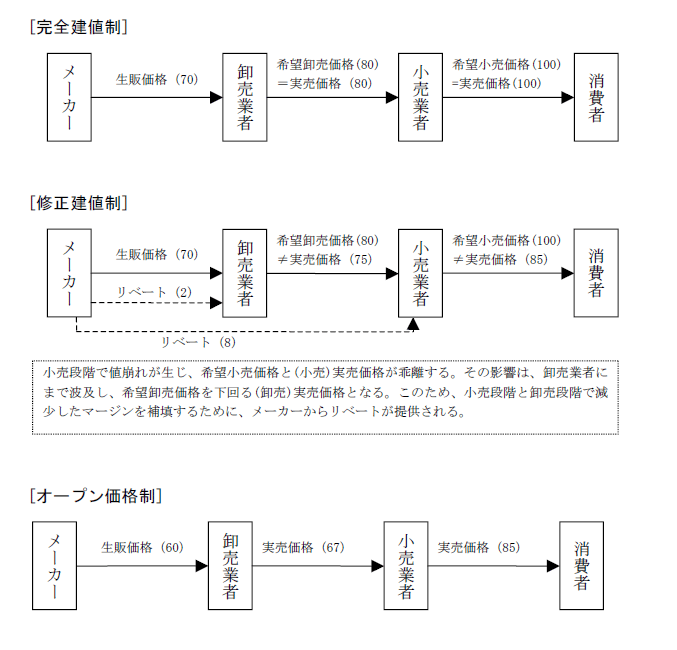 [完全建値制]
メーカー
生販価格（70）
卸売業者
希望卸売価格(80)
＝実売価格（80）
小売業者
希望小売価格(100)
=実売価格(100)
消費者
[修正建値制]
メーカー
生販価格（70）
リベート（2）
リベート（8）
卸売業者
希望卸売価格(80)
≠実売価格（75）
小売業者
希望小売価格(100)
≠実売価格（85）
消費者
小売段階で値崩れが生じ、希望小売価格と(小売)実売価格が乖離する。その影響は、卸売業者に
まで波及し、希望卸売価格を下回る(卸売)実売価格となる。このため、小売段階と卸売段階で減
少したマージンを補填するために、メーカーからリベートが提供される。
[オープン価格制]
メーカー
生販価格（60）
卸売業者
実売価格（67）
小売業者
実売価格（85）
消費者